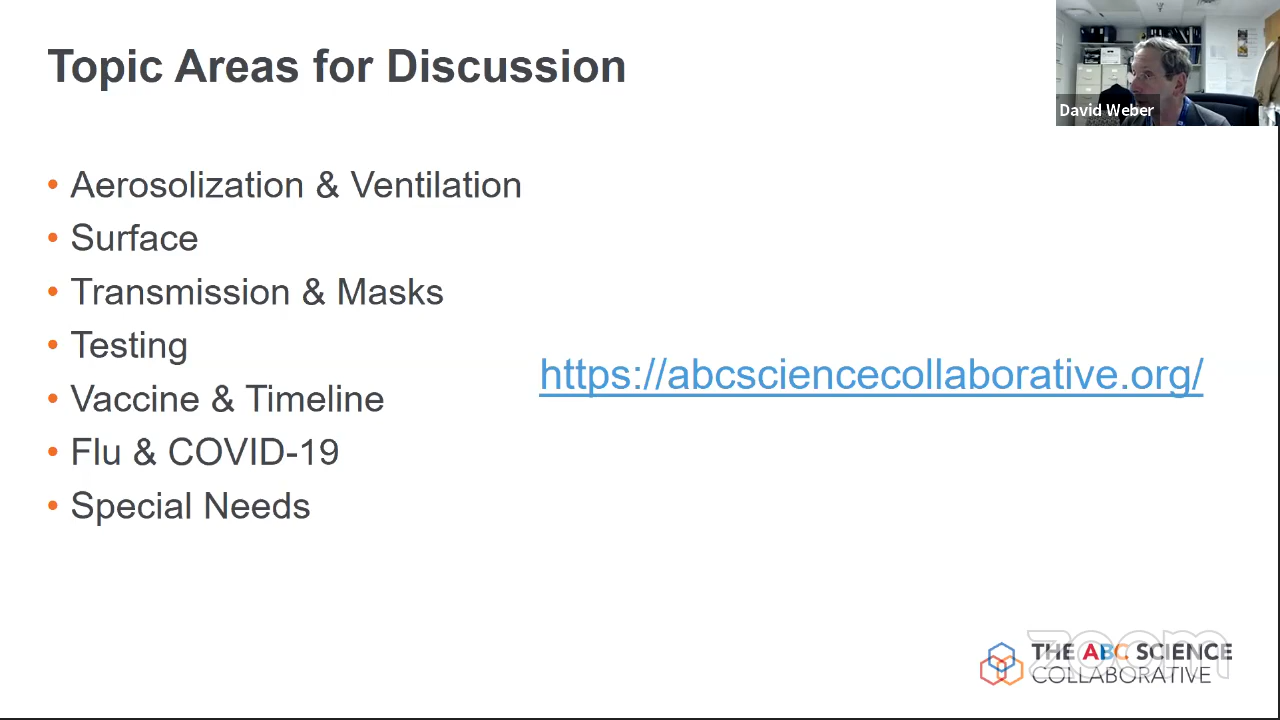 Topic Areas for Discussion
David Weber
• Aerosolization & Ventilation
• Surface
• Transmission & Masks
• Testing
• Vaccine & Timeline
• Flu & COVID-19
• Special Needs
https://abcsciencecollaborative.org/
zoom
THE ABC SCIENCE
COLLABORATIVE